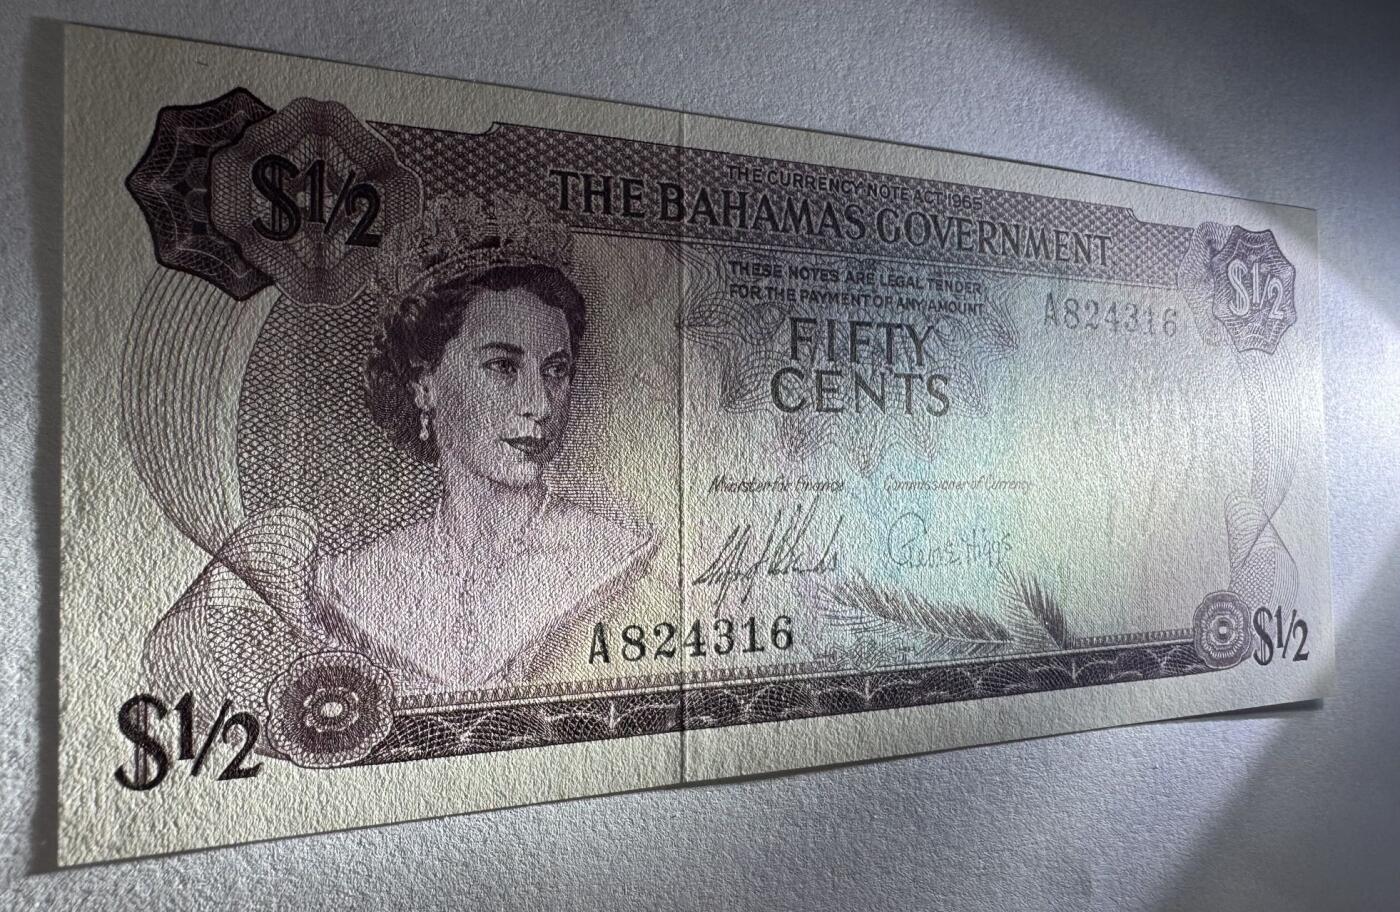 $1/2
THE CURRENCY NOTE ACT 1965
THE BAHAMAS GOVERNMENT
$1/2
THESE NOTES ARE LEGAL TENDER
FOR THE PAYMENT OF ANY AMOUNT
A824316
FIFTY
CENTS
Minister for Finance
Commissioner of Currency
A824316
$1/2
$1/2